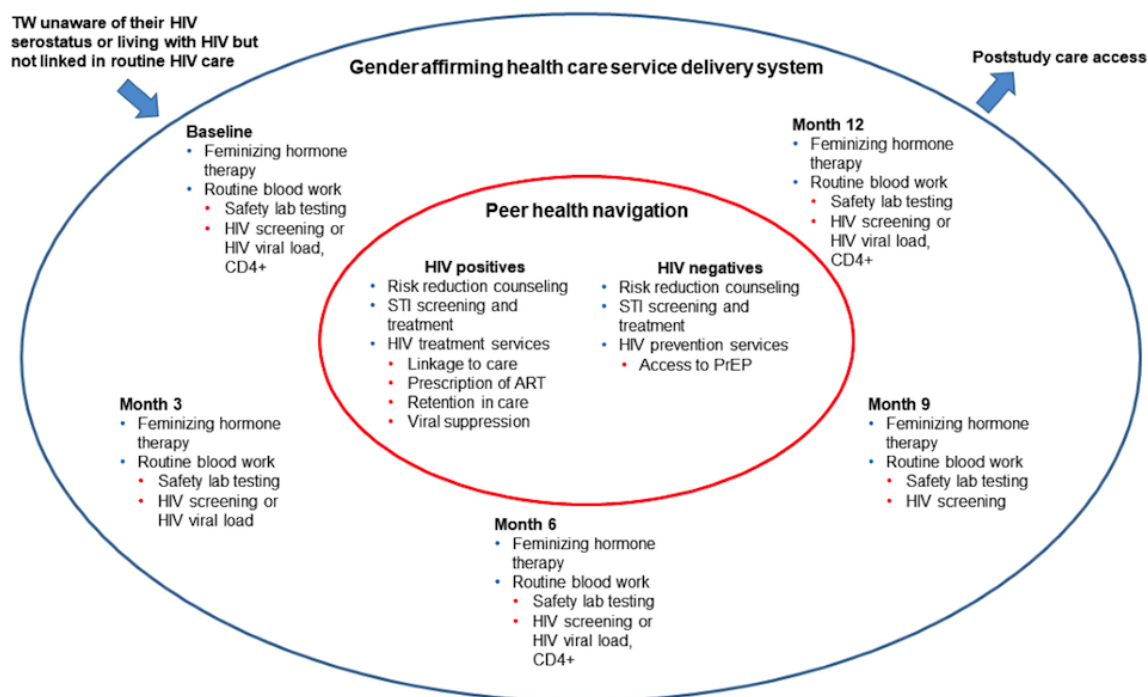 TW unaware of their HIV
serostatus or living with HIV but
not linked in routine HIV care
Gender affirming health care service delivery system
Poststudy care access
Baseline
• Feminizing hormone
therapy
• Routine blood work
• Safety lab testing
• HIV screening or
HIV viral load,
CD4+
Month 12
• Feminizing hormone
therapy
• Routine blood work
• Safety lab testing
• HIV screening or
HIV viral load,
CD4+
Peer health navigation
HIV positives
• Risk reduction counseling
• STI screening and
treatment
• HIV treatment services
• Linkage to care
• Prescription of ART
• Retention in care
• Viral suppression
HIV negatives
• Risk reduction counseling
• STI screening and
treatment
• HIV prevention services
• Access to PrEP
Month 3
• Feminizing hormone
therapy
• Routine blood work
• Safety lab testing
• HIV screening or
HIV viral load
Month 9
• Feminizing hormone
therapy
• Routine blood work
• Safety lab testing
• HIV screening
Month 6
• Feminizing hormone
therapy
• Routine blood work
• Safety lab testing
• HIV screening or
HIV viral load,
CD4+